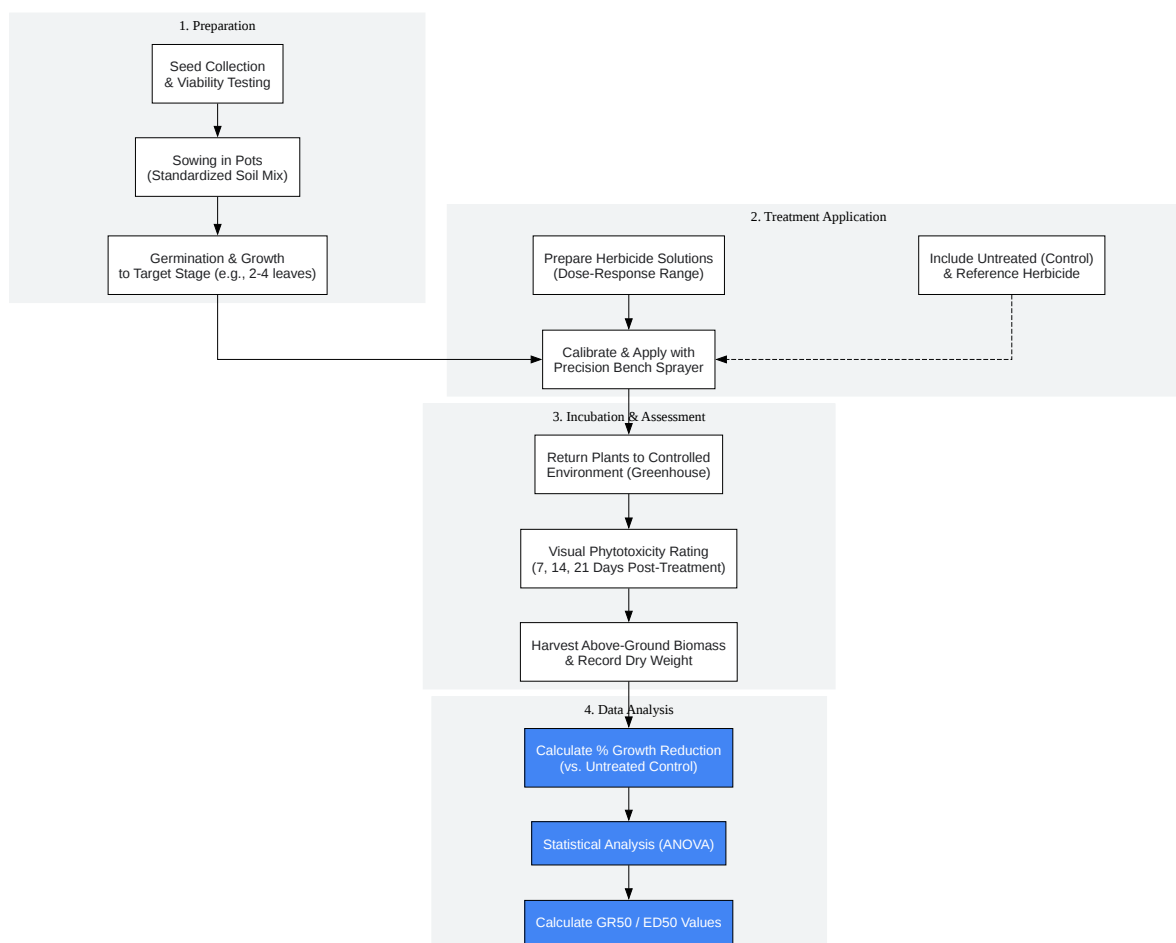 1. Preparation
Seed Collection
& Viability Testing
Sowing in Pots
(Standardized Soil Mix)
Germination & Growth
to Target Stage (e.g., 2-4 leaves)
2. Treatment Application
Prepare Herbicide Solutions
(Dose-Response Range)
Include Untreated (Control)
& Reference Herbicide
Calibrate & Apply with
Precision Bench Sprayer
3. Incubation & Assessment
Return Plants to Controlled
Environment (Greenhouse)
Visual Phytotoxicity Rating
(7, 14, 21 Days Post-Treatment)
Harvest Above-Ground Biomass
& Record Dry Weight
4. Data Analysis
Calculate % Growth Reduction
(vs. Untreated Control)
Statistical Analysis (ANOVA)
Calculate GR50 / ED50 Values